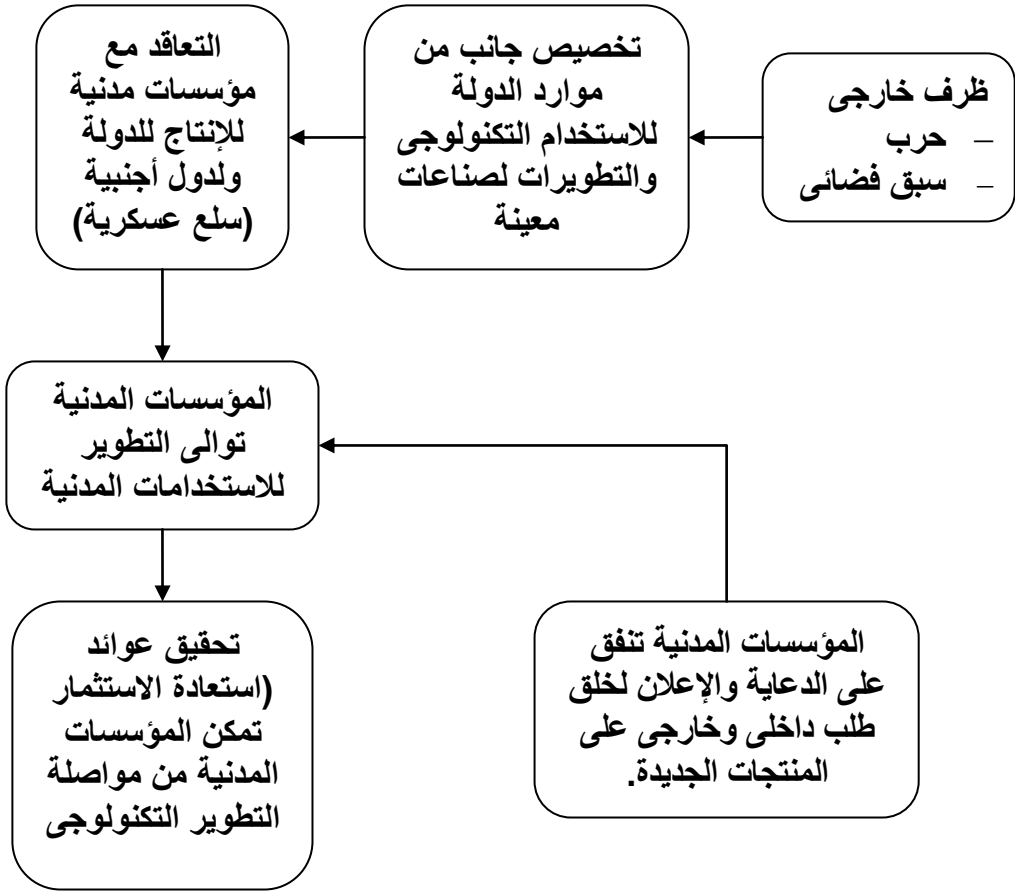 ظرف خارجى
– حرب
– سبق فضائى
تخصيص جانب من
موارد الدولة
للاستخدام التكنولوجى
والتطويرات لصناعات
معينة
التعاقد مع
مؤسسات مدنية
للإنتاج للدولة
ولدول أجنبية
(سلع عسكرية)
المؤسسات المدنية
توالى التطوير
للاستخدامات المدنية
المؤسسات المدنية تنفق
على الدعاية والإعلان لخلق
طلب داخلى وخارجى على
المنتجات الجديدة.
تحقيق عوائد
(استعادة الاستثمار
تمكن المؤسسات
المدنية من مواصلة
التطوير التكنولوجى